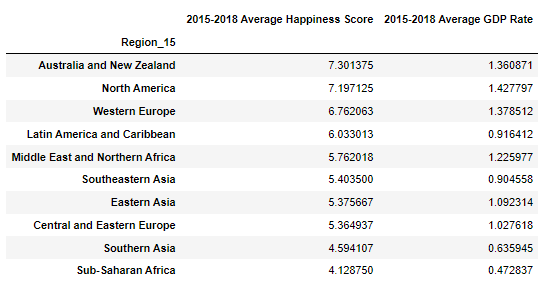 2015-2018 Average Happiness Score 2015-2018 Average GDP Rate
Region_15
Australia and New Zealand 7.301375 1.360871
North America 7.197125 1.427797
Western Europe 6.762063 1.378512
Latin America and Caribbean 6.033013 0.916412
Middle East and Northern Africa 5.762018 1.225977
Southeastern Asia 5.403500 0.904558
Eastern Asia 5.375667 1.092314
Central and Eastern Europe 5.364937 1.027618
Southern Asia 4.594107 0.635945
Sub-Saharan Africa 4.128750 0.472837